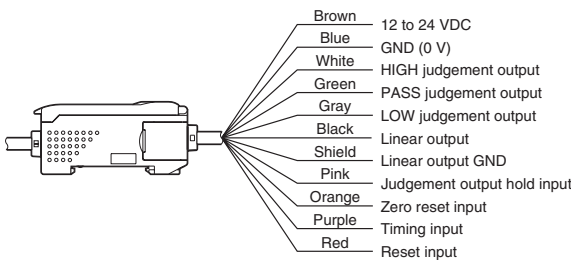 Brown 12 to 24 VDC
Blue GND (0 V)
White HIGH judgement output
Green PASS judgement output
Gray LOW judgement output
Black Linear output
Shield Linear output GND
Pink Judgement output hold input
Orange Zero reset input
Purple Timing input
Red Reset input